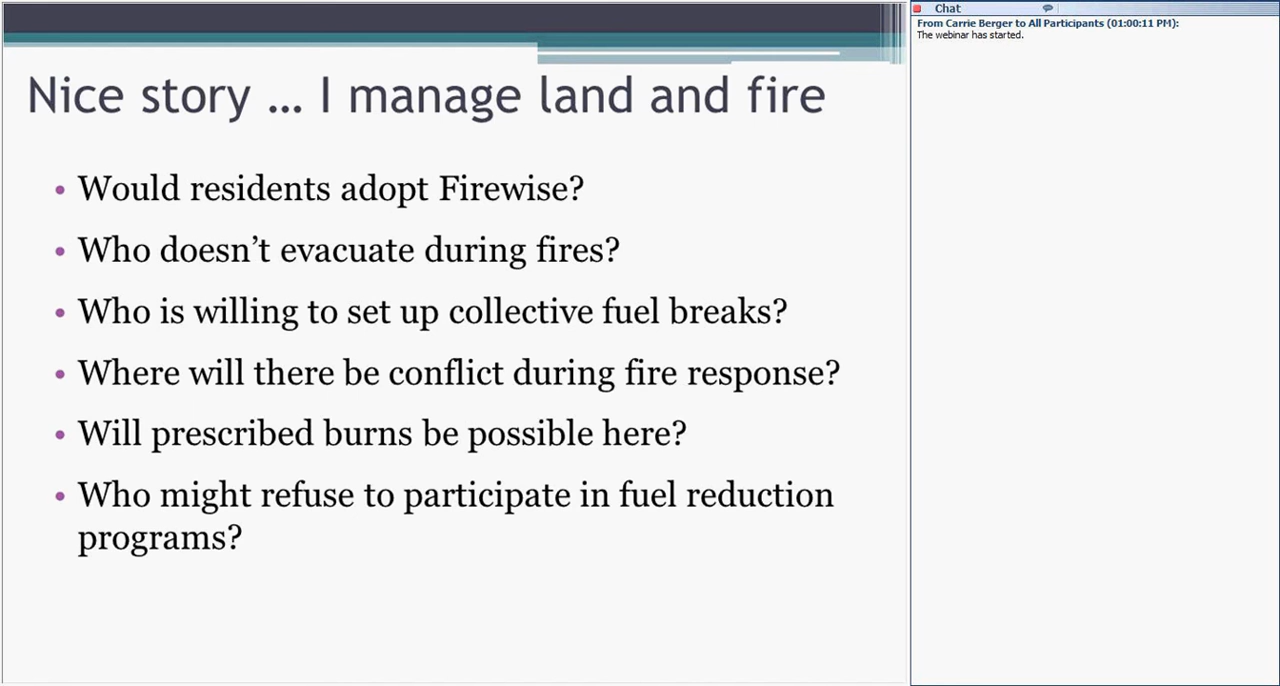 Nice story … I manage land and fire
• Would residents adopt Firewise?
• Who doesn’t evacuate during fires?
• Who is willing to set up collective fuel breaks?
• Where will there be conflict during fire response?
• Will prescribed burns be possible here?
• Who might refuse to participate in fuel reduction
programs?
Chat
From Carrie Berger to All Participants (01:00:11 PM):
The webinar has started.